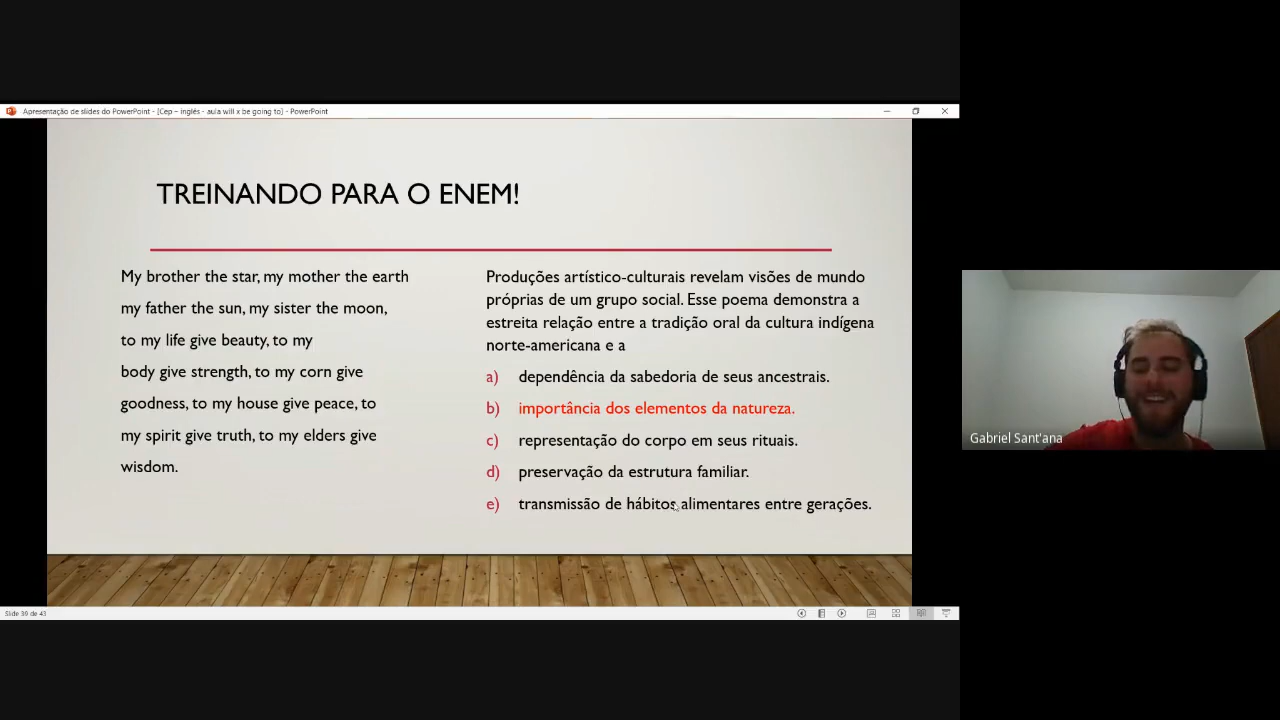 Apresentação de slides do PowerPoint - [Cep – inglês - aula will x be going to] - PowerPoint
TREINANDO PARA O ENEM!
My brother the star, my mother the earth
my father the sun, my sister the moon,
to my life give beauty, to my
body give strength, to my corn give
goodness, to my house give peace, to
my spirit give truth, to my elders give
wisdom.
Produções artístico-culturais revelam visões de mundo
próprias de um grupo social. Esse poema demonstra a
estreita relação entre a tradição oral da cultura indígena
norte-americana e a
a) dependência da sabedoria de seus ancestrais.
b) importância dos elementos da natureza.
c) representação do corpo em seus rituais.
d) preservação da estrutura familiar.
e) transmissão de hábitos alimentares entre gerações.
Gabriel Sant'ana
Slide 39 de 43